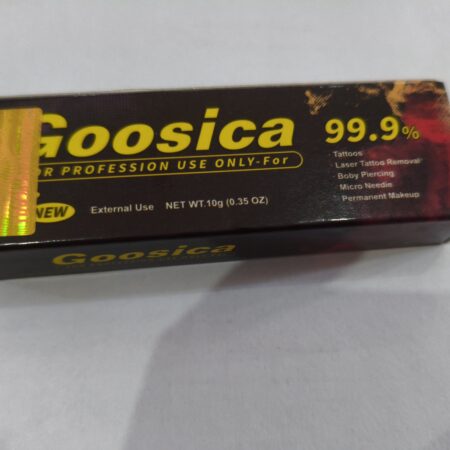 Goosica
99.9%
OR PROFESSION USE ONLY-For
Tattoos
Laser Tattoo Removal
Boby Piercing
Micro Needle
Permanent Makeup
NEW
External Use NET WT.10g (0.35 OZ)
Goosica